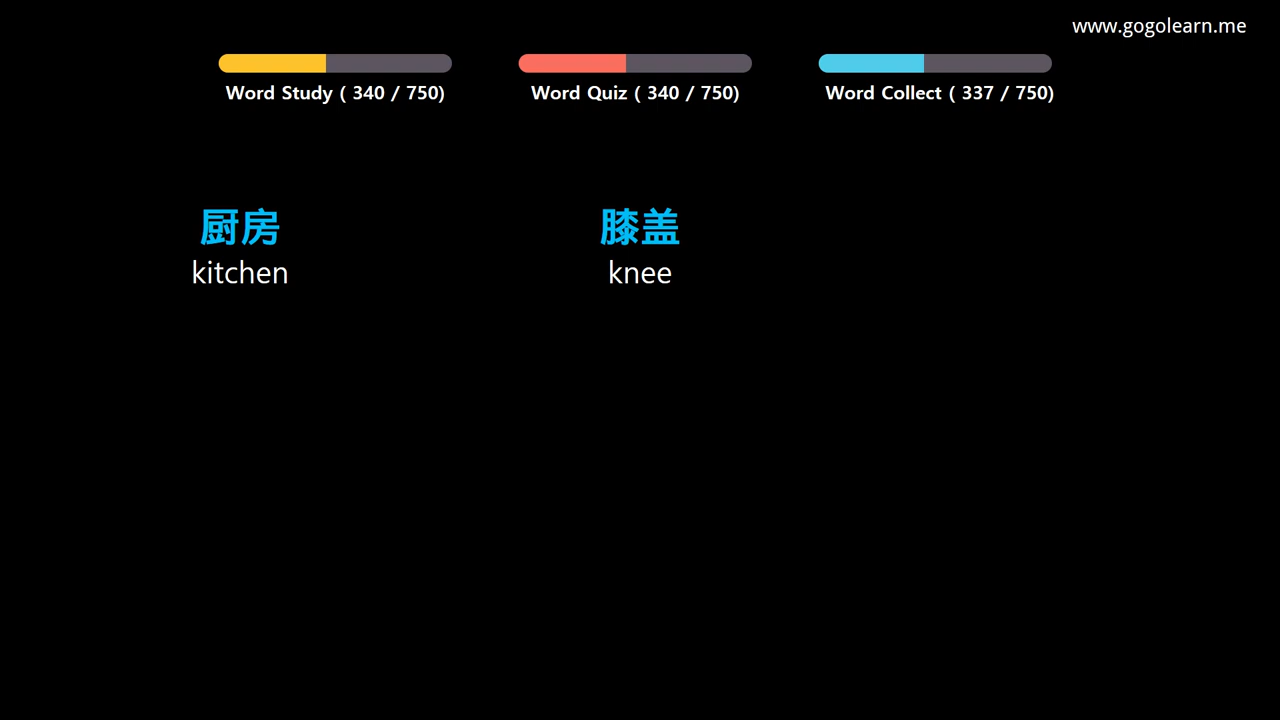 www.gogolearn.me
Word Study ( 340 / 750)
Word Quiz ( 340 / 750)
Word Collect ( 337 / 750)
厨房
kitchen
膝盖
knee